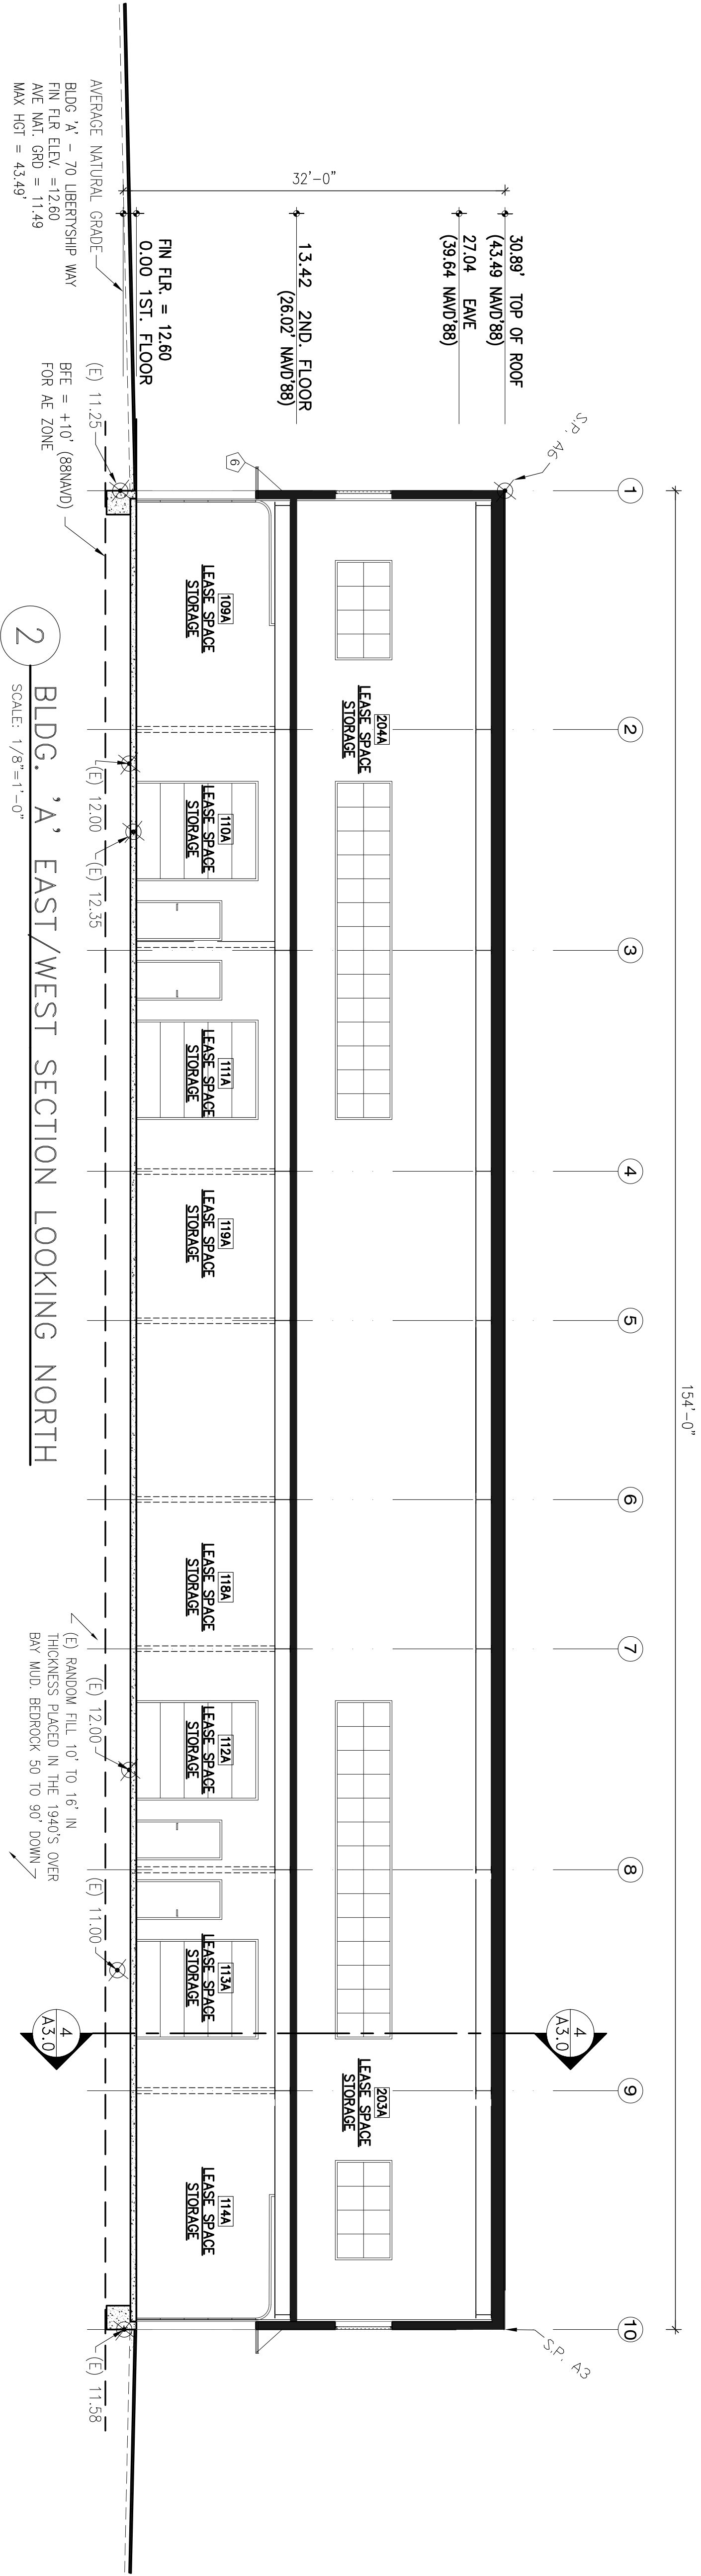 154'-0"
1
2
3
4
5
6
7
8
9
10
S.P. A6
S.P. A3
32'-0"
30.89' TOP OF ROOF
(43.49 NAVD'88)
27.04 EAVE
(39.64 NAVD'88)
13.42 2ND. FLOOR
(26.02' NAVD'88)
FIN FLR. = 12.60
0.00 1ST. FLOOR
6
4
A3.0
204A
LEASE SPACE
STORAGE
203A
LEASE SPACE
STORAGE
109A
LEASE SPACE
STORAGE
110A
LEASE SPACE
STORAGE
111A
LEASE SPACE
STORAGE
119A
LEASE SPACE
STORAGE
118A
LEASE SPACE
STORAGE
112A
LEASE SPACE
STORAGE
113A
LEASE SPACE
STORAGE
114A
LEASE SPACE
STORAGE
AVERAGE NATURAL GRADE
BLDG 'A' - 70 LIBERTYSHIP WAY
FIN FLR ELEV. =12.60
AVE NAT. GRD = 11.49
MAX HGT = 43.49'
(E) 11.25
BFE = +10' (88NAVD)
FOR AE ZONE
(E) 12.00
(E) 12.35
(E) 12.00
(E) 11.00
(E) 11.58
(E) RANDOM FILL 10' TO 16' IN
THICKNESS PLACED IN THE 1940'S OVER
BAY MUD. BEDROCK 50 TO 90' DOWN
4
A3.0
2
BLDG. 'A' EAST/WEST SECTION LOOKING NORTH
SCALE: 1/8"=1'-0"